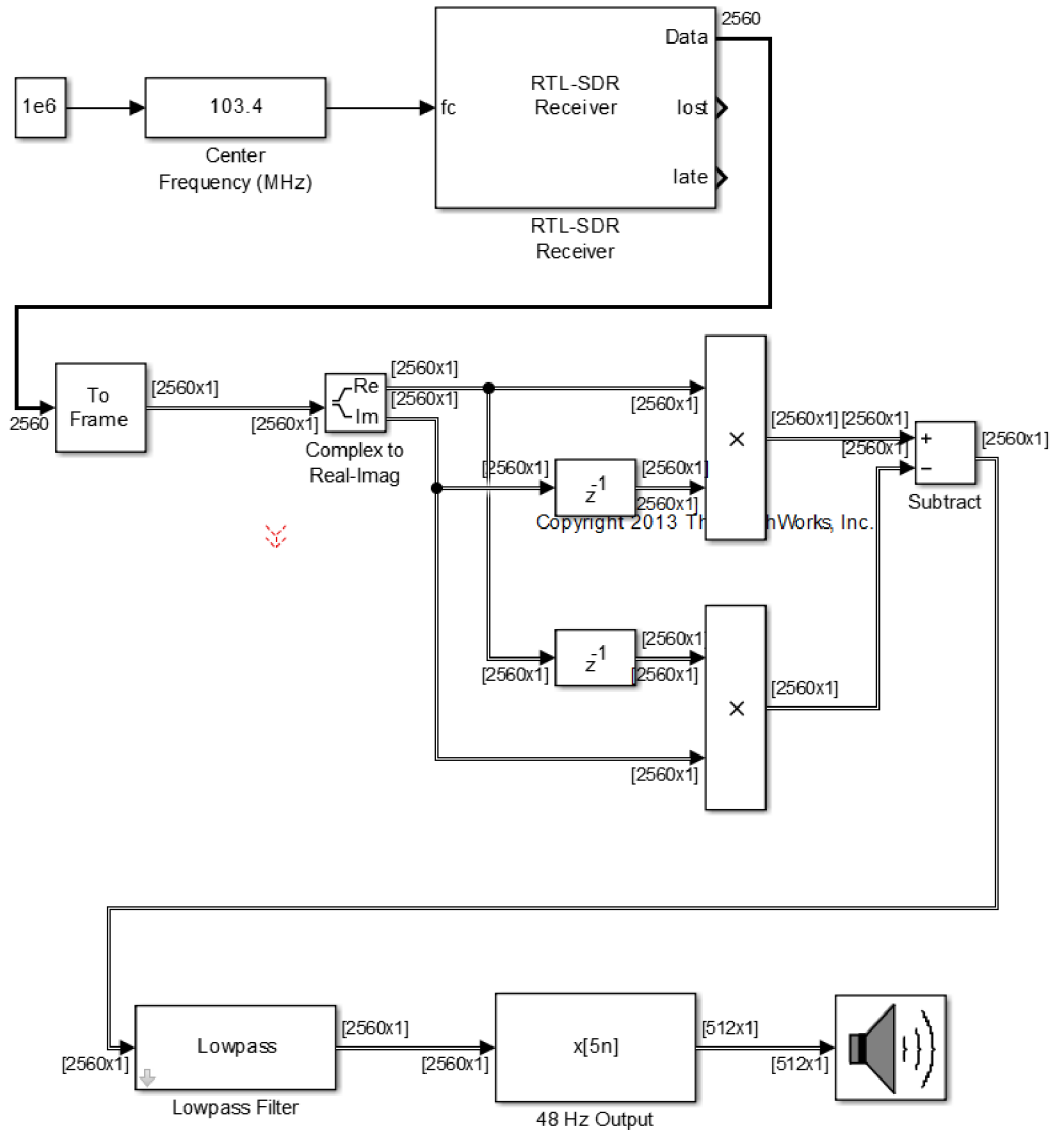 2560
Data
RTL-SDR
Receiver
1e6
103.4
fc
lost
Center
Frequency (MHz)
late
RTL-SDR
Receiver
To
Frame
2560
[2560x1]
[2560x1]
Re
Im
[2560x1]
[2560x1]
Complex to
Real-Imag
[2560x1]
×
[2560x1]
[2560x1]
[2560x1]
+
−
[2560x1]
Subtract
[2560x1]
z-1
[2560x1]
[2560x1]
Copyright 2013 Th
hWorks, Inc.
[2560x1]
z-1
[2560x1]
[2560x1]
×
[2560x1]
[2560x1]
[2560x1]
Lowpass
[2560x1]
[2560x1]
Lowpass Filter
x[5n]
48 Hz Output
[512x1]
[512x1]